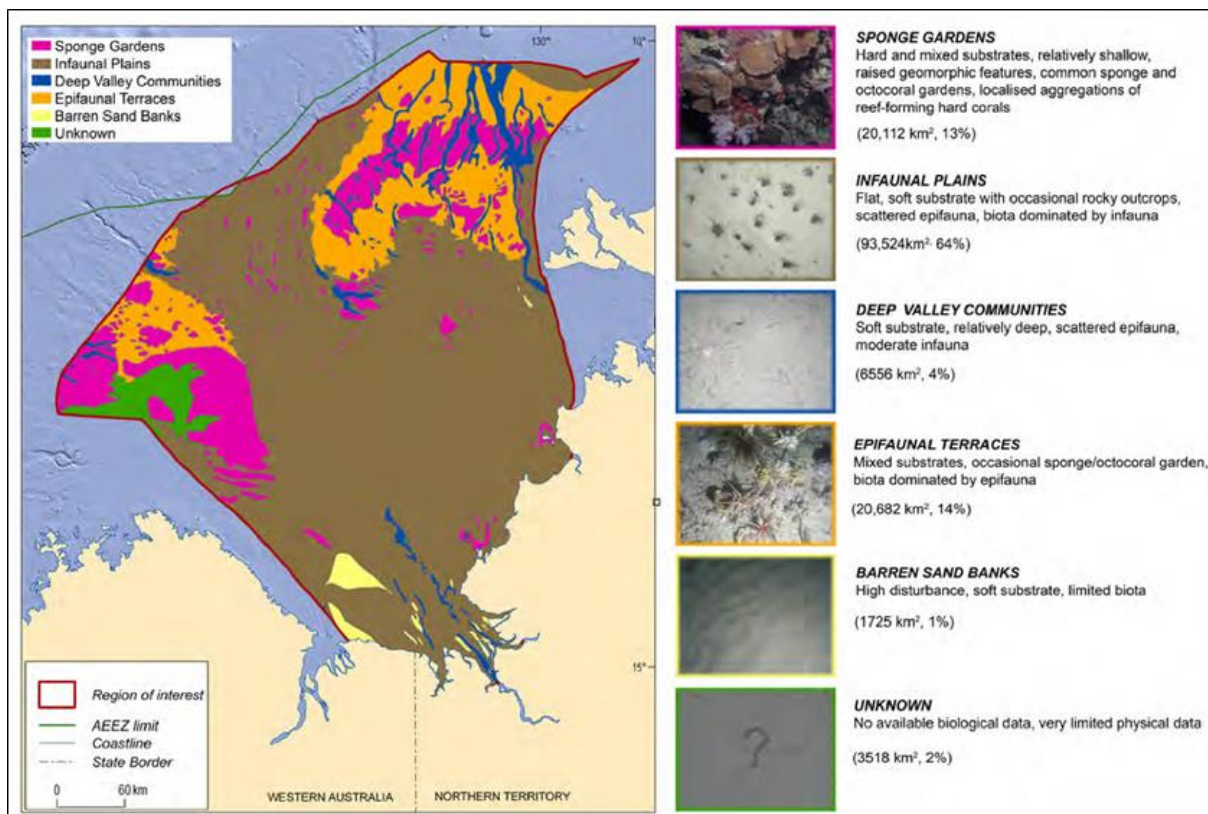 Sponge Gardens
Infaunal Plains
Deep Valley Communities
Epifaunal Terraces
Barren Sand Banks
Unknown
130°
10°
15°
Region of interest
AEEZ limit
Coastline
State Border
0 60 km
WESTERN AUSTRALIA NORTHERN TERRITORY
SPONGE GARDENS
Hard and mixed substrates, relatively shallow,
raised geomorphic features, common sponge and
octocoral gardens, localised aggregations of
reef-forming hard corals
(20,112 km², 13%)
INFAUNAL PLAINS
Flat, soft substrate with occasional rocky outcrops,
scattered epifauna, biota dominated by infauna
(93,524km², 64%)
DEEP VALLEY COMMUNITIES
Soft substrate, relatively deep, scattered epifauna,
moderate infauna
(6556 km², 4%)
EPIFAUNAL TERRACES
Mixed substrates, occasional sponge/octocoral garden,
biota dominated by epifauna
(20,682 km², 14%)
BARREN SAND BANKS
High disturbance, soft substrate, limited biota
(1725 km², 1%)
?
UNKNOWN
No available biological data, very limited physical data
(3518 km², 2%)